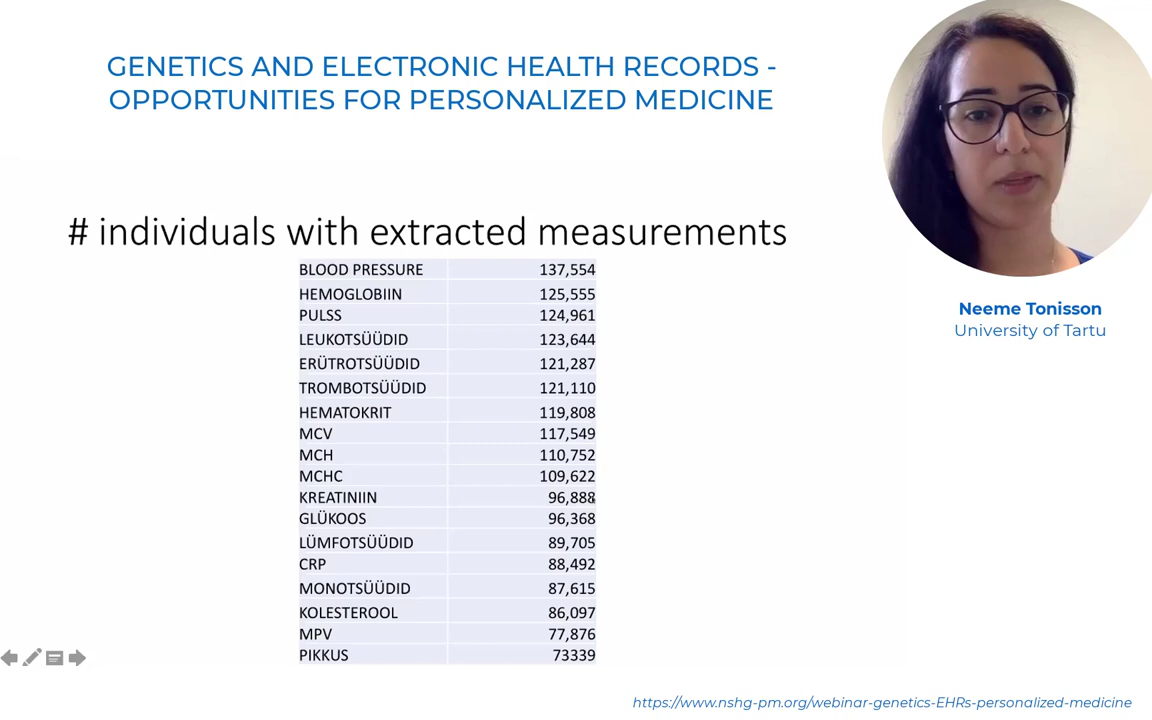 GENETICS AND ELECTRONIC HEALTH RECORDS -
OPPORTUNITIES FOR PERSONALIZED MEDICINE
# individuals with extracted measurements
BLOOD PRESSURE 137,554
HEMOGLOBIIN 125,555
PULSS 124,961
LEUKOTSÜÜDID 123,644
ERÜTROTSÜÜDID 121,287
TROMBOTSÜÜDID 121,110
HEMATOKRIT 119,808
MCV 117,549
MCH 110,752
MCHC 109,622
KREATINIIN 96,888
GLÜKOOS 96,368
LÜMFOTSÜÜDID 89,705
CRP 88,492
MONOTSÜÜDID 87,615
KOLESTEROOL 86,097
MPV 77,876
PIKKUS 73339
Neeme Tonisson
University of Tartu
https://www.nshg-pm.org/webinar-genetics-EHRs-personalized-medicine